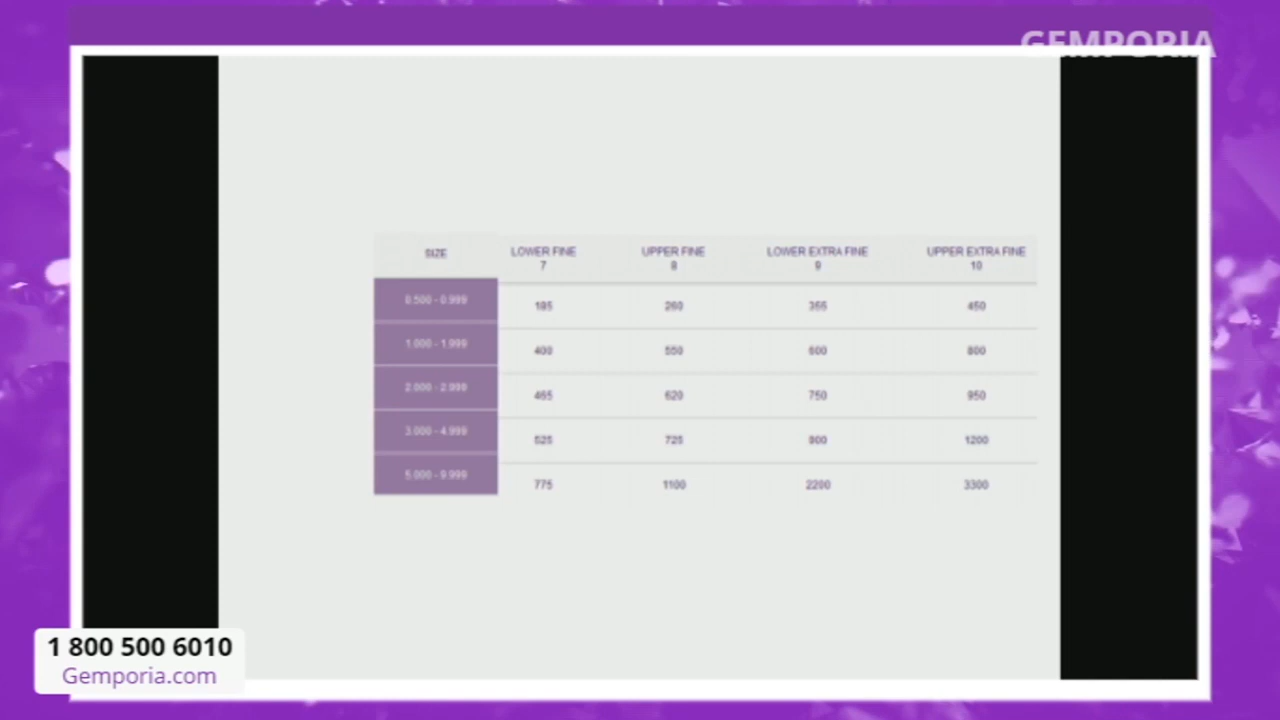 GEMPORIA
SIZE LOWER FINE UPPER FINE LOWER EXTRA FINE UPPER EXTRA FINE
7 8 9 10
0.500 - 0.999 185 260 355 450
1.000 - 1.999 400 550 600 800
2.000 - 2.999 465 620 750 950
3.000 - 4.999 525 725 800 1200
5.000 - 9.999 775 1100 2200 3300
1 800 500 6010
Gemporia.com